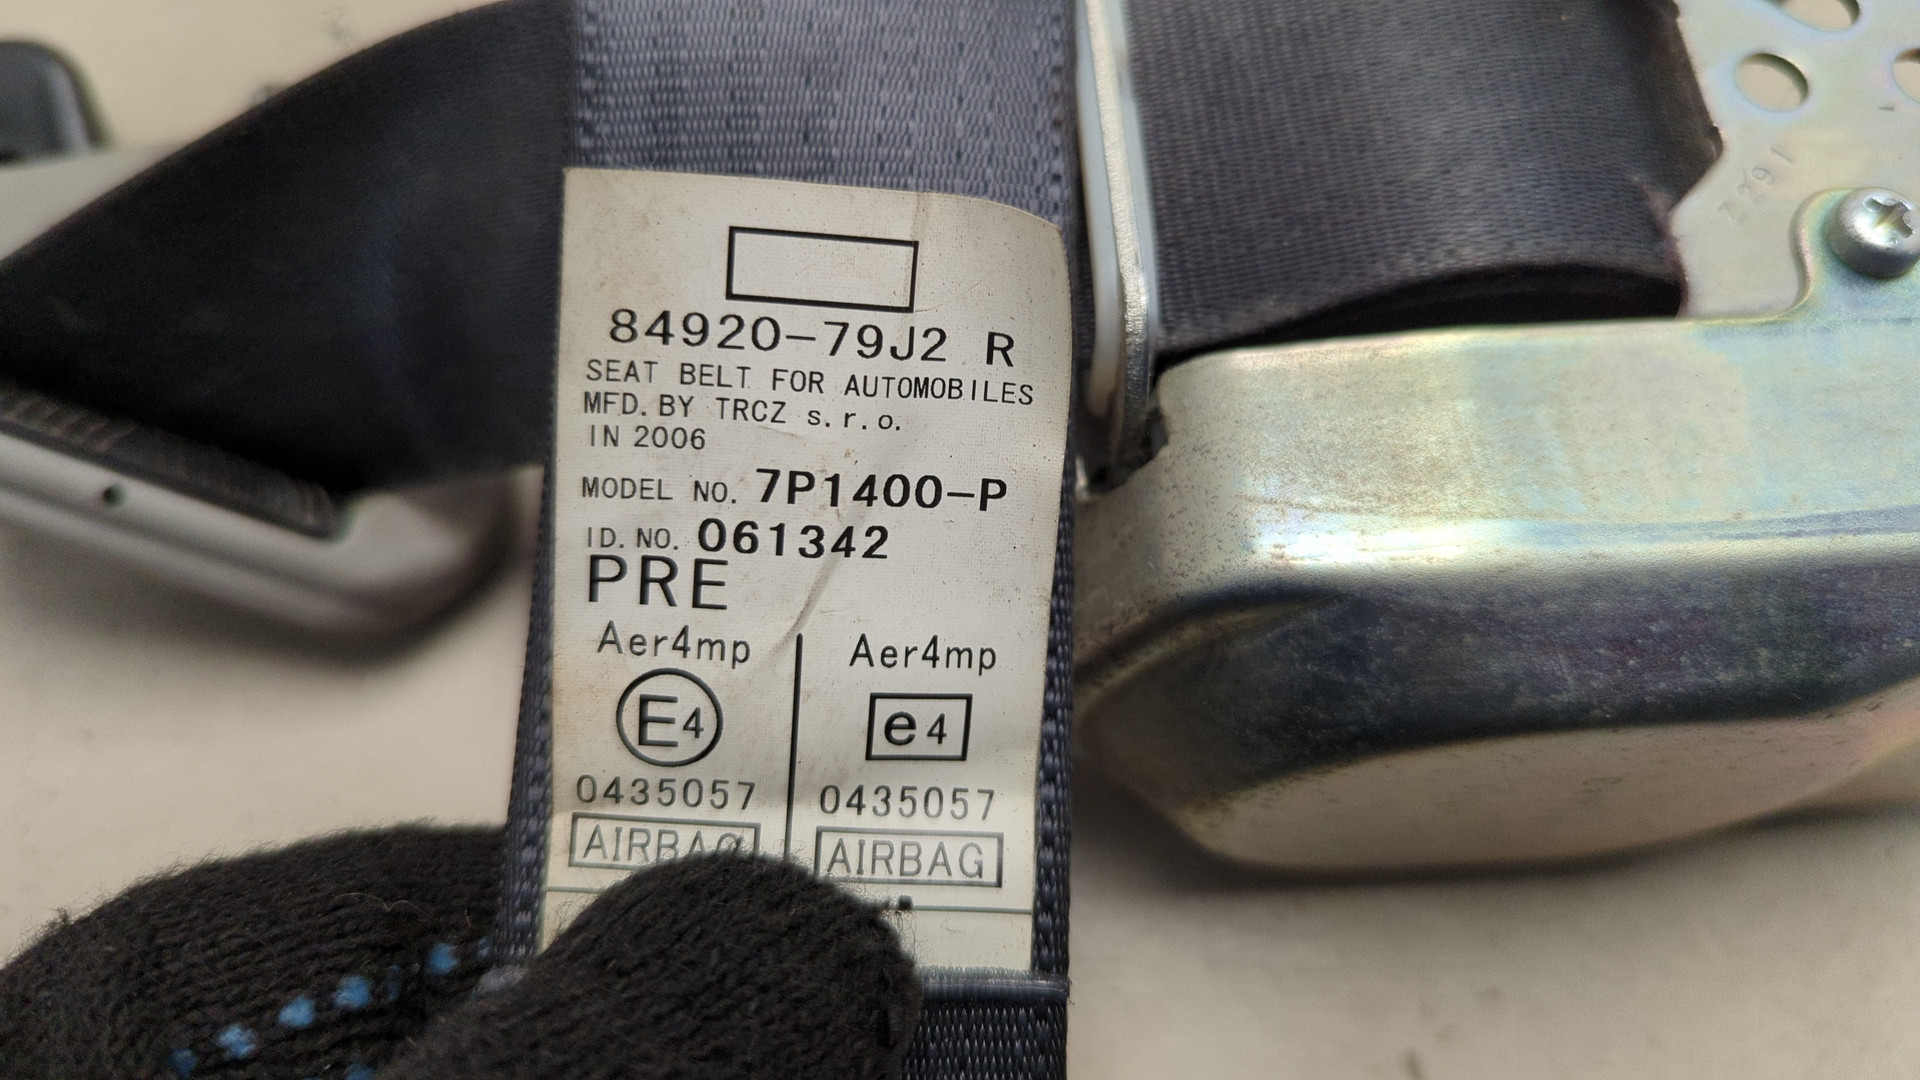 84920-79J2 R
SEAT BELT FOR AUTOMOBILES
MFD. BY TRCZ s.r.o.
IN 2006
MODEL NO. 7P1400-P
ID. NO. 061342
PRE
Aer4mp Aer4mp
E4 e4
0435057 0435057
AIRBAG AIRBAG